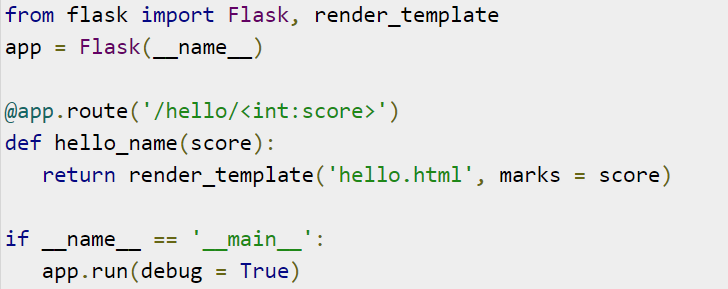 from flask import Flask, render_template
app = Flask(__name__)
@app.route('/hello/<int:score>')
def hello_name(score):
   return render_template('hello.html', marks = score)
if __name__ == '__main__':
   app.run(debug = True)